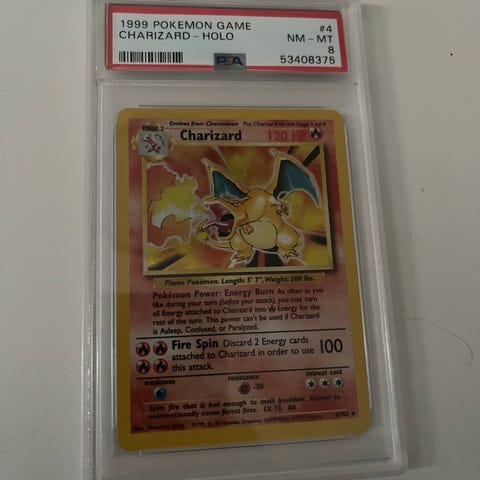 1999 POKEMON GAME #4
CHARIZARD - HOLO NM - MT
8
PSA 53408375
Evolves from Charmeleon Put Charizard on the Stage 1 card
STAGE 2
Charizard 120 HP
Flame Pokémon. Length: 5' 7", Weight: 200 lbs.
Pokémon Power: Energy Burn As often as you
like during your turn (before your attack), you may turn
all Energy attached to Charizard into Energy for the
rest of the turn. This power can't be used if Charizard
is Asleep, Confused, or Paralyzed.
Fire Spin Discard 2 Energy cards
attached to Charizard in order to use 100
this attack.
weakness resistance retreat cost
-30
Spits fire that is hot enough to melt boulders. Known to
unintentionally cause forest fires. LV. 76 #6
4/102